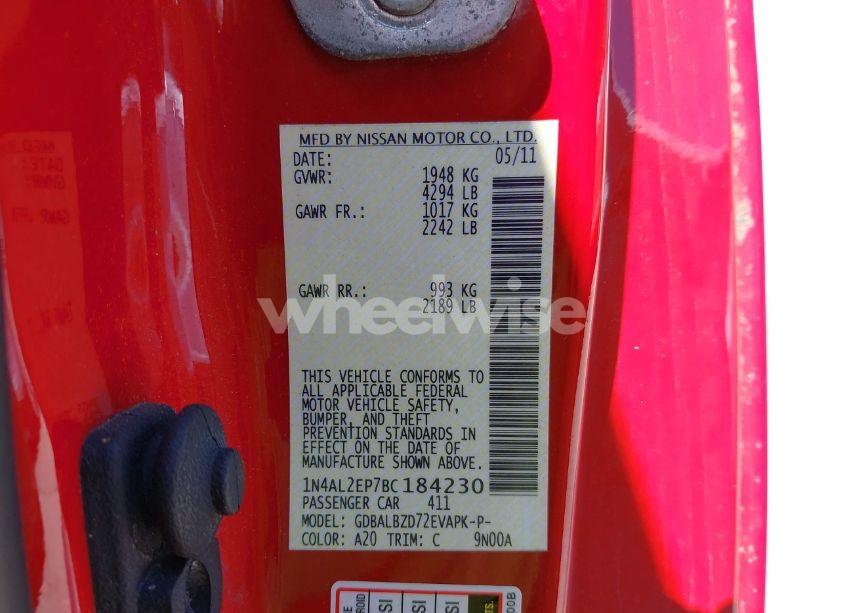 MFD BY NISSAN MOTOR CO., LTD.
DATE: 05/11
GVWR: 1948 KG
4294 LB
GAWR FR.: 1017 KG
2242 LB
GAWR RR.: 993 KG
2189 LB
wheelwise
THIS VEHICLE CONFORMS TO
ALL APPLICABLE FEDERAL
MOTOR VEHICLE SAFETY,
BUMPER, AND THEFT
PREVENTION STANDARDS IN
EFFECT ON THE DATE OF
MANUFACTURE SHOWN ABOVE.
1N4AL2EP7BC184230
PASSENGER CAR 411
MODEL: GDBALBZD72EVAPK-P-
COLOR: A20 TRIM: C 9N00A